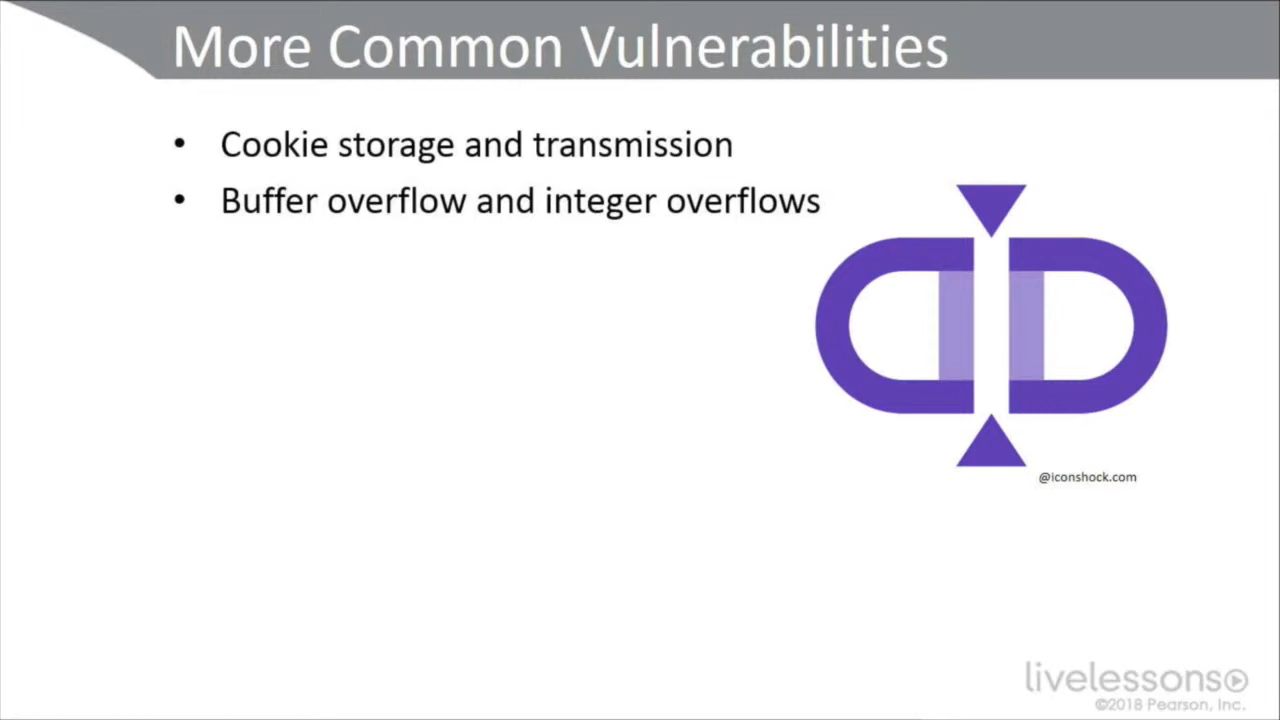 More Common Vulnerabilities
• Cookie storage and transmission
• Buffer overflow and integer overflows
@iconshock.com
livelessons
©2018 Pearson, Inc.